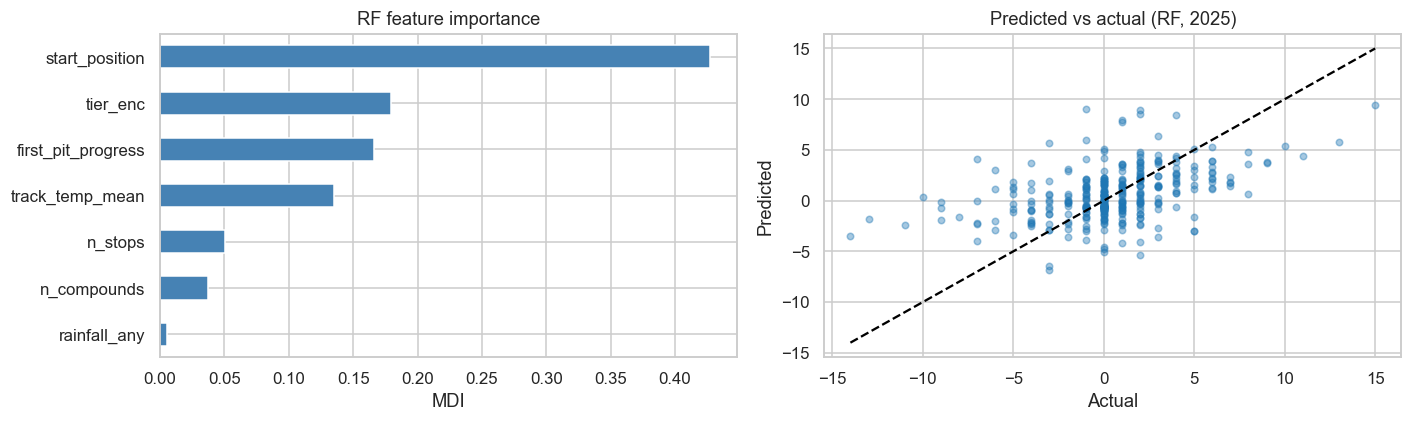 RF feature importance
start_position
tier_enc
first_pit_progress
track_temp_mean
n_stops
n_compounds
rainfall_any
0.00 0.05 0.10 0.15 0.20 0.25 0.30 0.35 0.40
MDI
Predicted vs actual (RF, 2025)
Predicted
15
10
5
0
−5
−10
−15
−15 −10 −5 0 5 10 15
Actual